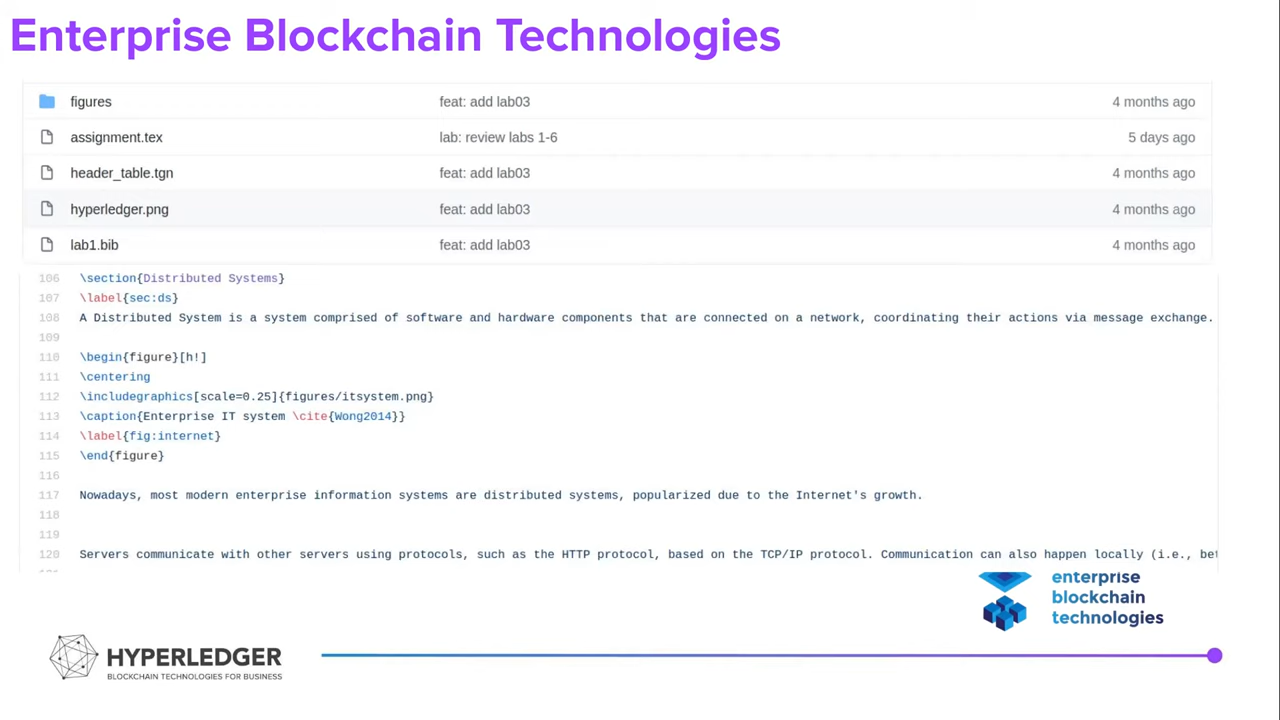 Enterprise Blockchain Technologies
figures feat: add lab03 4 months ago
assignment.tex lab: review labs 1-6 5 days ago
header_table.tgn feat: add lab03 4 months ago
hyperledger.png feat: add lab03 4 months ago
lab1.bib feat: add lab03 4 months ago
106 \section{Distributed Systems}
107 \label{sec:ds}
108 A Distributed System is a system comprised of software and hardware components that are connected on a network, coordinating their actions via message exchange.
109
110 \begin{figure}[h!]
111 \centering
112 \includegraphics[scale=0.25]{figures/itsystem.png}
113 \caption{Enterprise IT system \cite{Wong2014}}
114 \label{fig:internet}
115 \end{figure}
116
117 Nowadays, most modern enterprise information systems are distributed systems, popularized due to the Internet's growth.
118
119
120 Servers communicate with other servers using protocols, such as the HTTP protocol, based on the TCP/IP protocol. Communication can also happen locally (i.e., bet
enterprise
blockchain
technologies
HYPERLEDGER
BLOCKCHAIN TECHNOLOGIES FOR BUSINESS